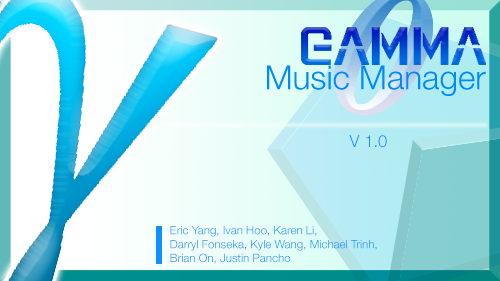 GAMMA
Music Manager
V 1.0
Eric Yang, Ivan Hoo, Karen Li,
Darryl Fonseka, Kyle Wang, Michael Trinh,
Brian On, Justin Pancho